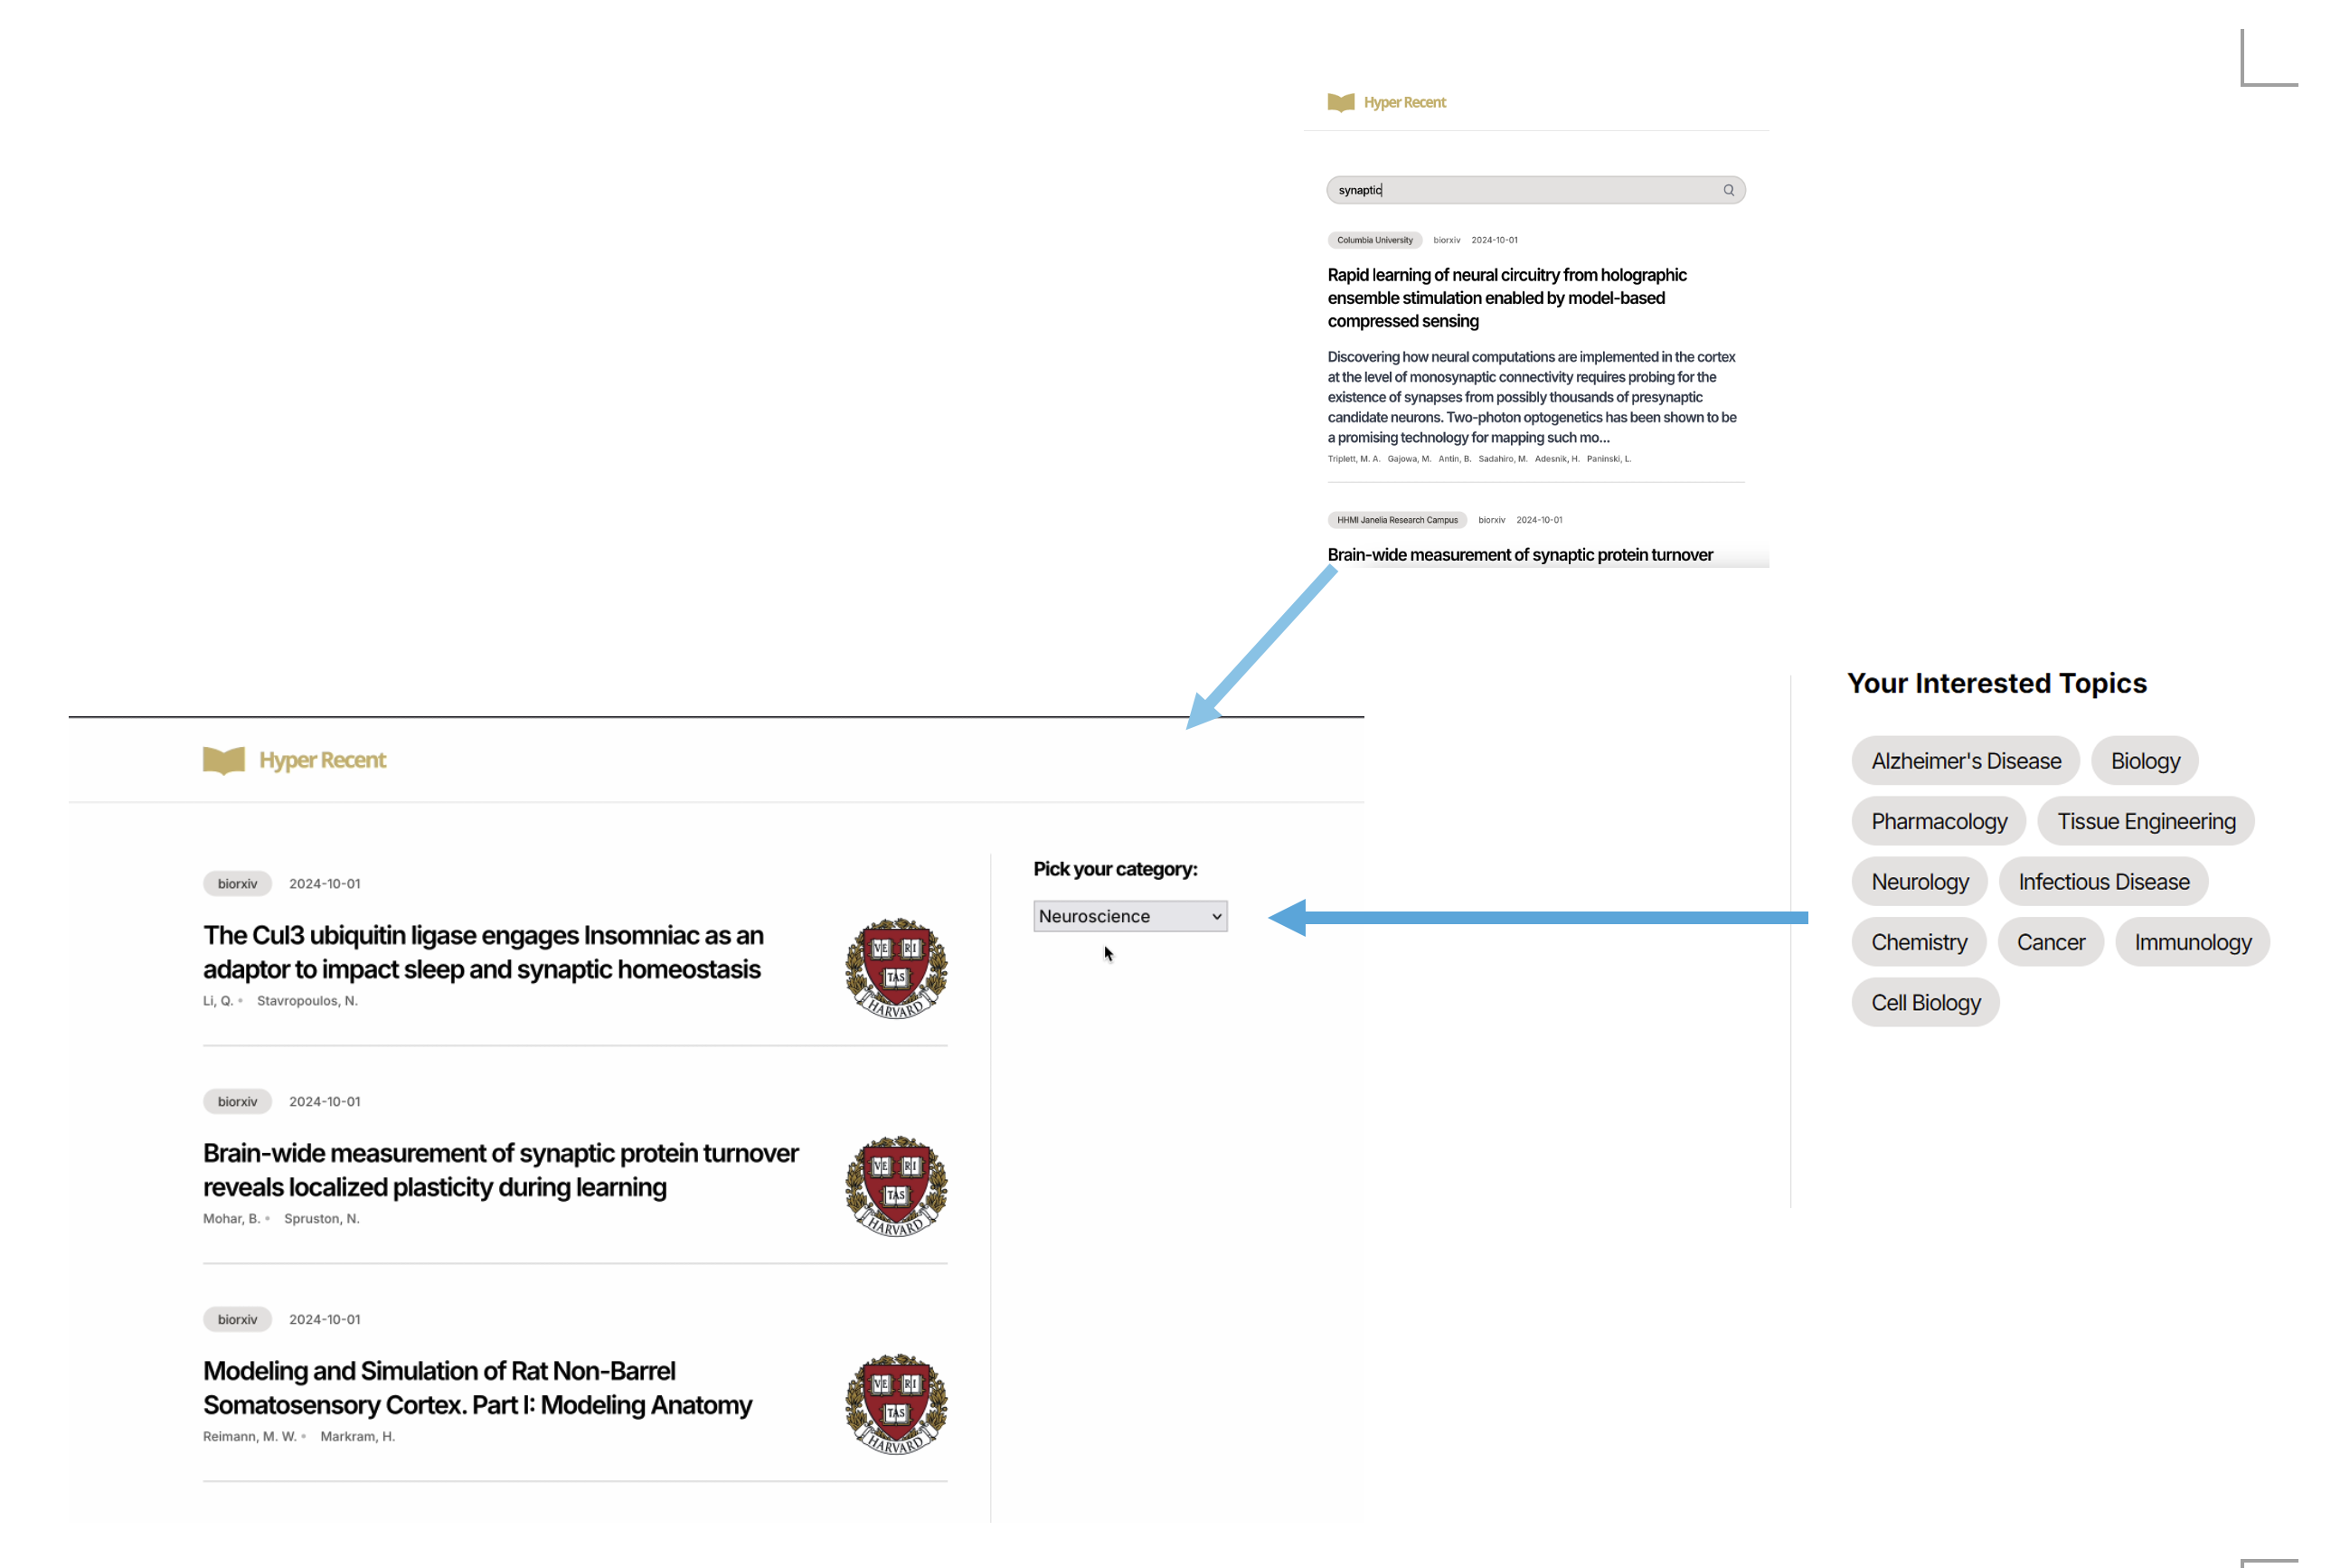 Hyper Recent
synaptic
Columbia University biorxiv 2024-10-01
Rapid learning of neural circuitry from holographic
ensemble stimulation enabled by model-based
compressed sensing
Discovering how neural computations are implemented in the cortex
at the level of monosynaptic connectivity requires probing for the
existence of synapses from possibly thousands of presynaptic
candidate neurons. Two-photon optogenetics has been shown to be
a promising technology for mapping such mo...
Triplett, M. A. Gajowa, M. Antin, B. Sadahiro, M. Adesnik, H. Paninski, L.
HHMI Janelia Research Campus biorxiv 2024-10-01
Brain-wide measurement of synaptic protein turnover
Hyper Recent
biorxiv 2024-10-01
The Cul3 ubiquitin ligase engages Insomniac as an
adaptor to impact sleep and synaptic homeostasis
Li, Q. • Stavropoulos, N.
VE RI
TAS
HARVARD
biorxiv 2024-10-01
Brain-wide measurement of synaptic protein turnover
reveals localized plasticity during learning
Mohar, B. • Spruston, N.
VE RI
TAS
HARVARD
biorxiv 2024-10-01
Modeling and Simulation of Rat Non-Barrel
Somatosensory Cortex. Part I: Modeling Anatomy
Reimann, M. W. • Markram, H.
VE RI
TAS
HARVARD
Pick your category:
Neuroscience
Your Interested Topics
Alzheimer's Disease Biology
Pharmacology Tissue Engineering
Neurology Infectious Disease
Chemistry Cancer Immunology
Cell Biology